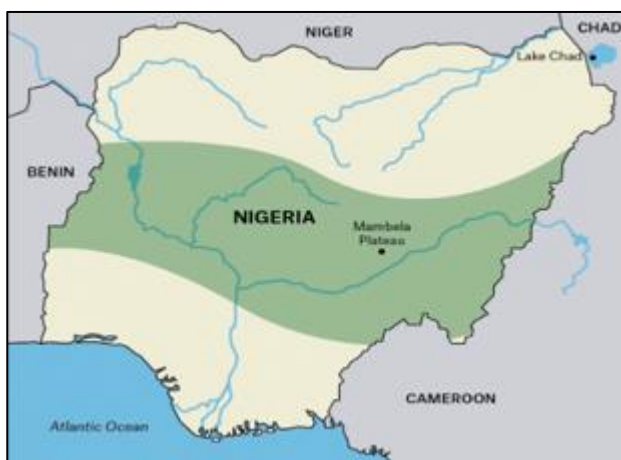 NIGER
CHAD
Lake Chad
BENIN
NIGERIA
Mambela
Plateau
CAMEROON
Atlantic Ocean